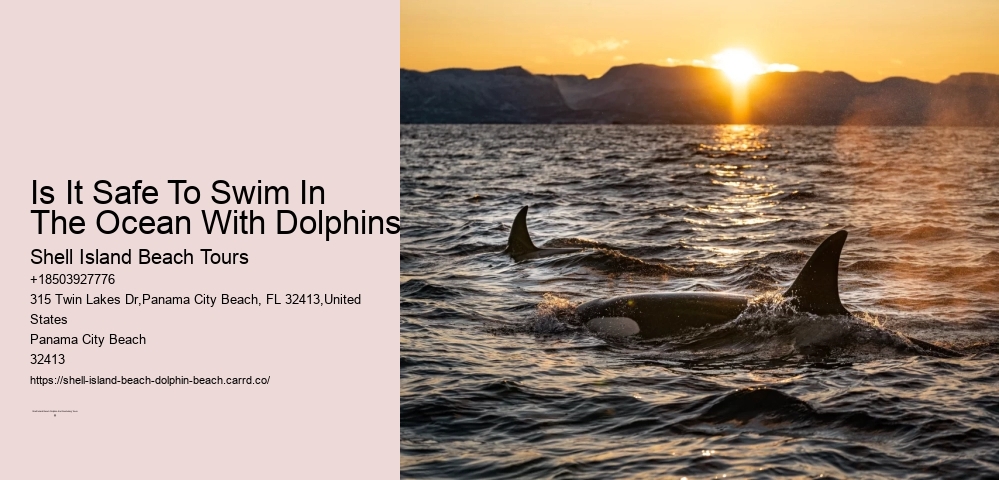 Is It Safe To Swim In
The Ocean With Dolphins
Shell Island Beach Tours
+18503927776
315 Twin Lakes Dr,Panama City Beach, FL 32413,United
States
Panama City Beach
32413
https://shell-island-beach-dolphin-beach.carrd.co/